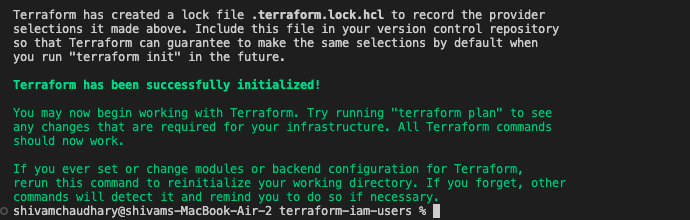 Terraform has created a lock file .terraform.lock.hcl to record the provider
selections it made above. Include this file in your version control repository
so that Terraform can guarantee to make the same selections by default when
you run "terraform init" in the future.
Terraform has been successfully initialized!
You may now begin working with Terraform. Try running "terraform plan" to see
any changes that are required for your infrastructure. All Terraform commands
should now work.
If you ever set or change modules or backend configuration for Terraform,
rerun this command to reinitialize your working directory. If you forget, other
commands will detect it and remind you to do so if necessary.
shivamchaudhary@shivams-MacBook-Air-2 terraform-iam-users %